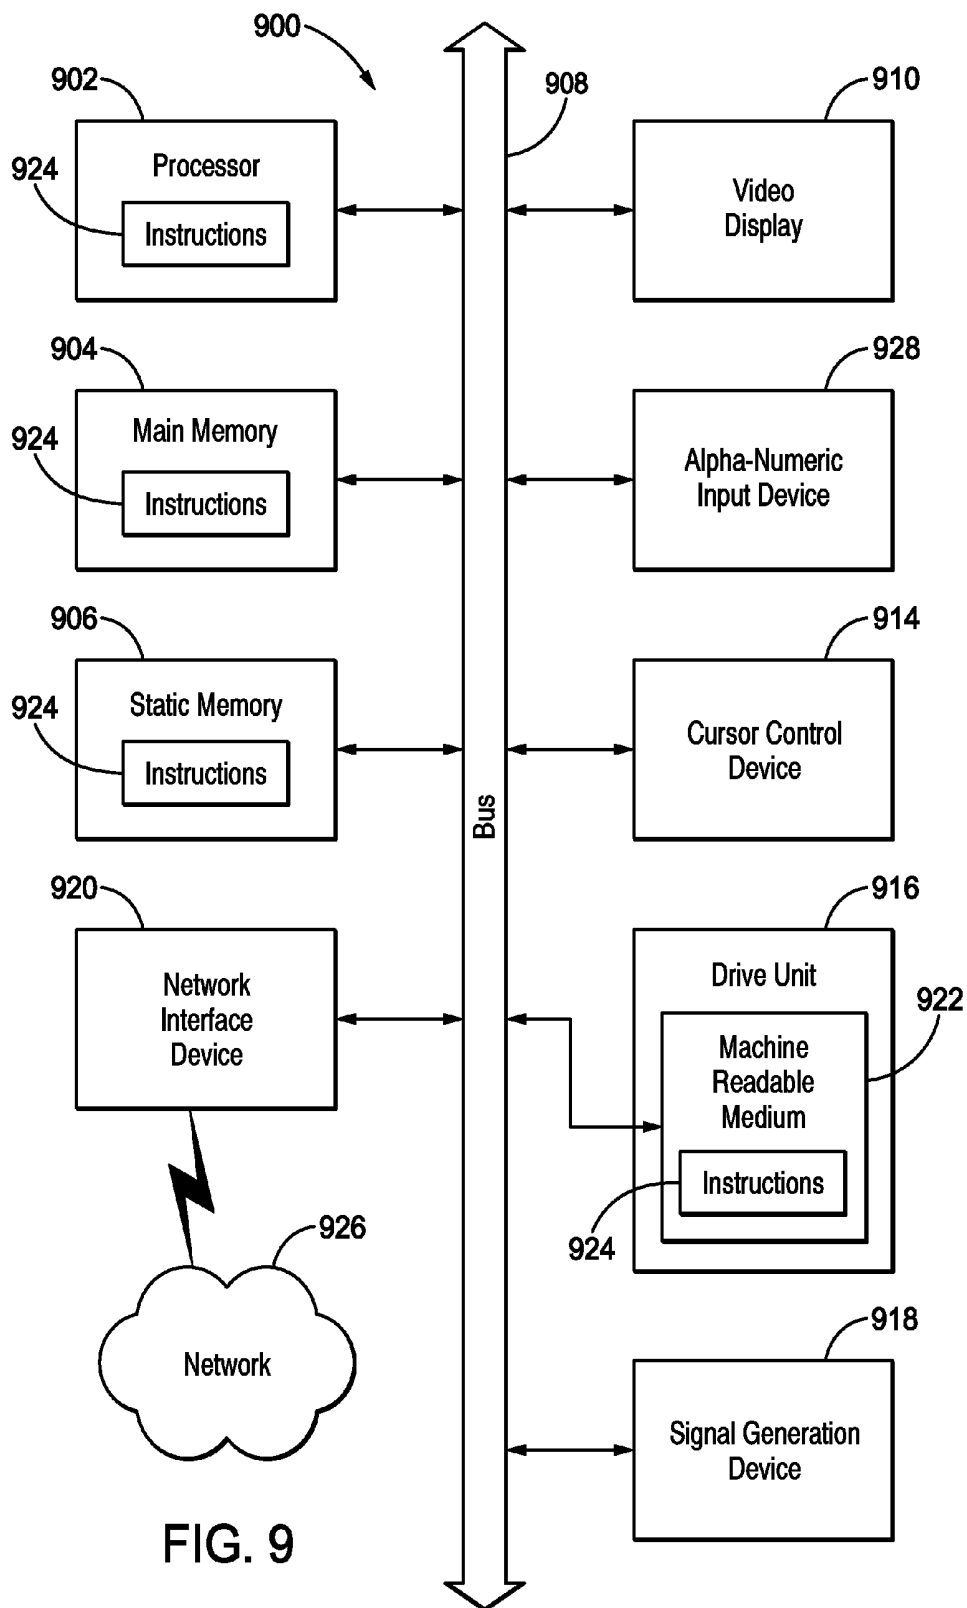 900
902
924
Processor
Instructions
908
910
Video
Display
904
924
Main Memory
Instructions
928
Alpha-Numeric
Input Device
906
924
Static Memory
Instructions
914
Cursor Control
Device
Bus
920
Network
Interface
Device
916
Drive Unit
922
Machine
Readable
Medium
Instructions
924
926
Network
918
Signal Generation
Device
FIG. 9